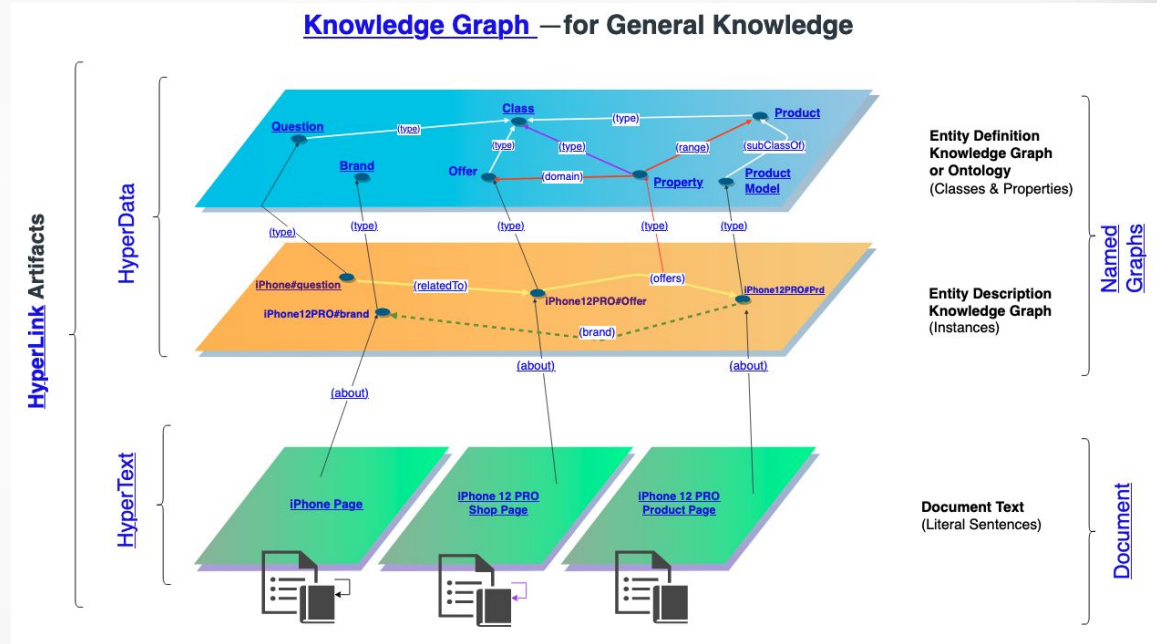 Knowledge Graph —for General Knowledge
HyperLink Artifacts
HyperData
HyperText
Question
Class
Product
(type)
(type)
Brand
(type)
(type)
(range)
(subClassOf)
Offer
(domain)
Property
Product
Model
Entity Definition
Knowledge Graph
or Ontology
(Classes & Properties)
(type)
(type)
(type)
(type)
(type)
iPhone#question
(relatedTo)
(offers)
iPhone12PRO#Offer
iPhone12PRO#Prd
iPhone12PRO#brand
(brand)
Entity Description
Knowledge Graph
(Instances)
Named
Graphs
(about)
(about)
(about)
iPhone Page
iPhone 12 PRO
Shop Page
iPhone 12 PRO
Product Page
Document Text
(Literal Sentences)
Document